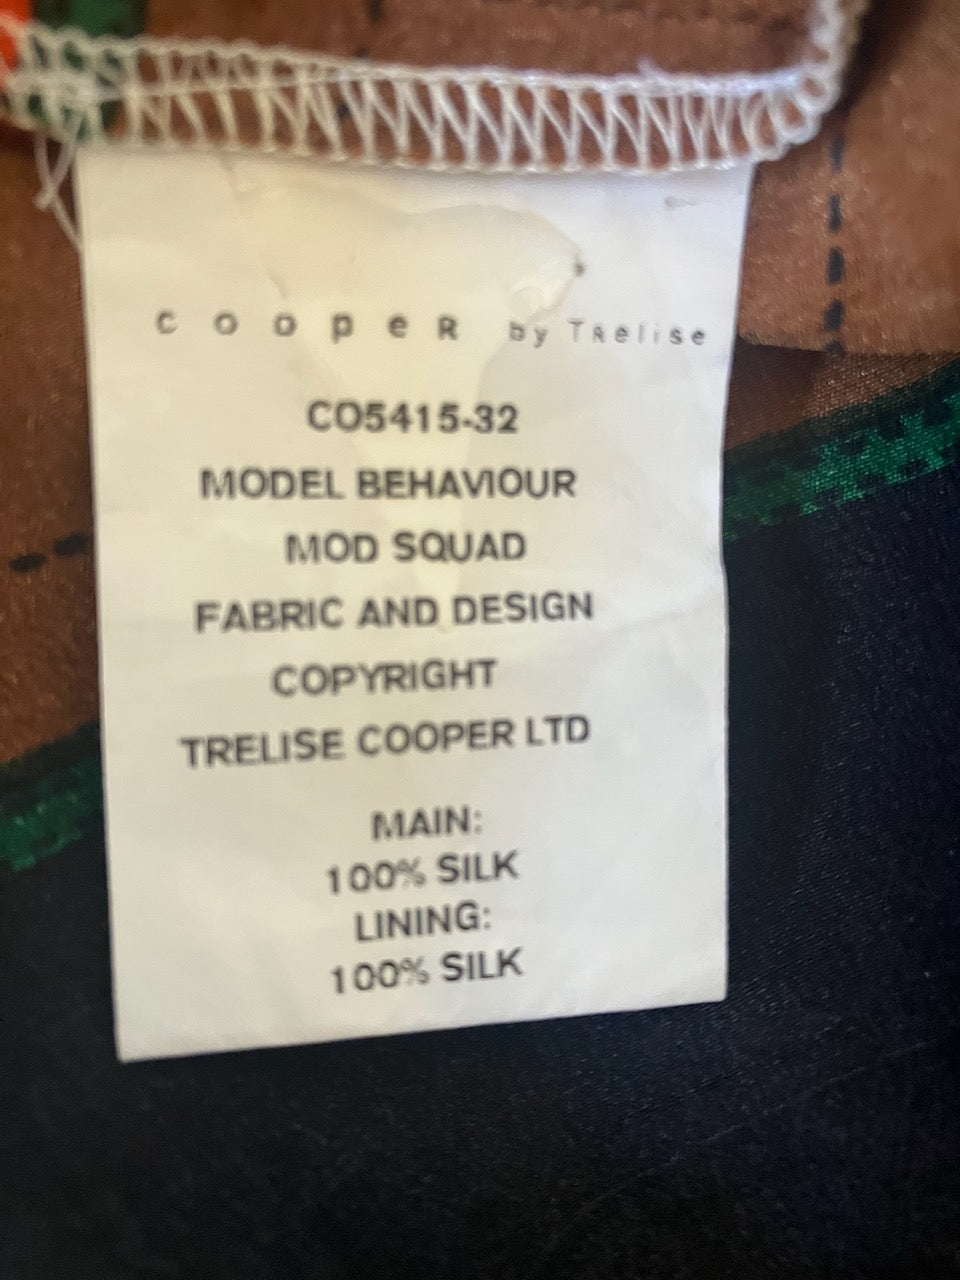 cooper by Trelise
CO5415-32
MODEL BEHAVIOUR
MOD SQUAD
FABRIC AND DESIGN
COPYRIGHT
TRELISE COOPER LTD
MAIN:
100% SILK
LINING:
100% SILK